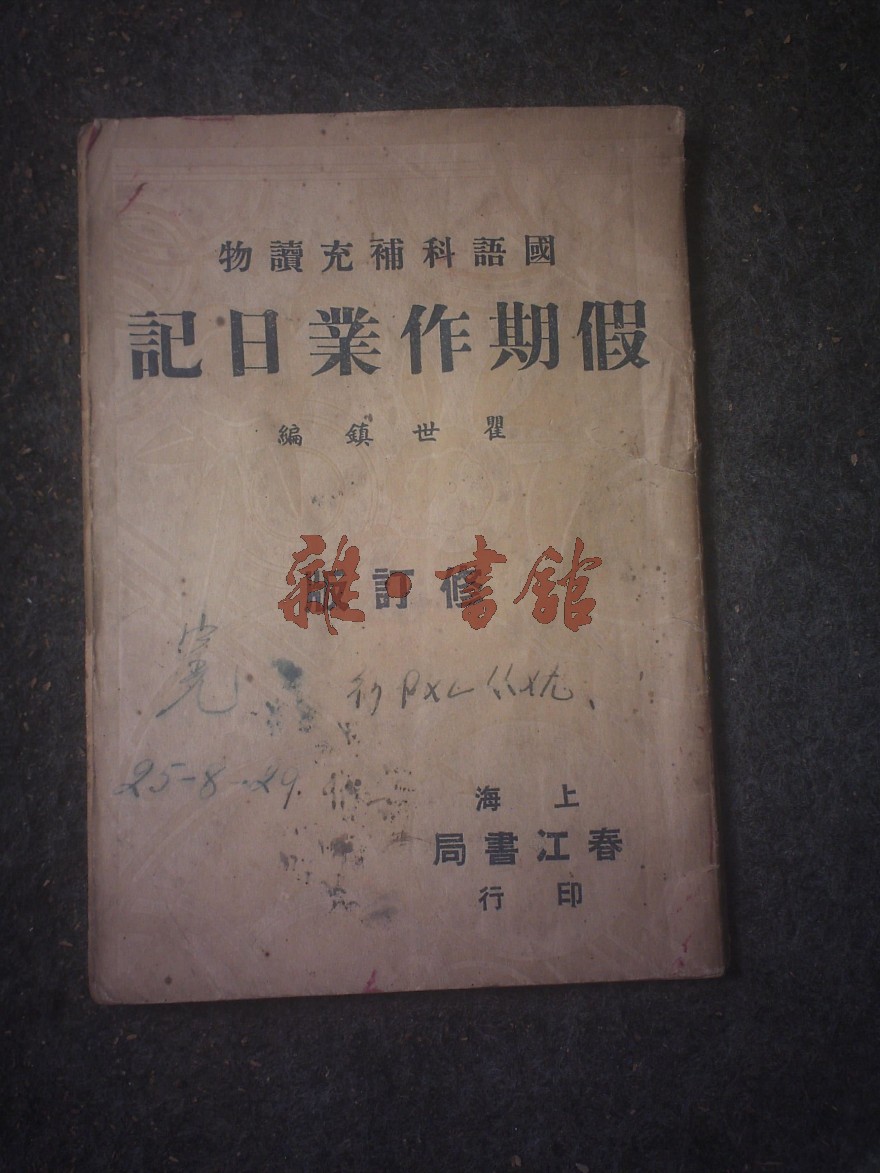 國語科補充讀物
假期作業日記
瞿世鎮編
修訂版
雜·書館
寬
25-8-29
上海
春江書局
印行